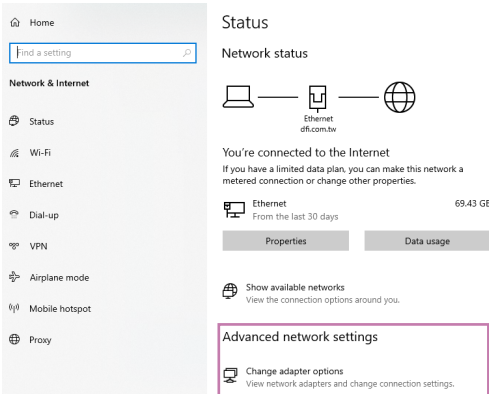 Home
Find a setting
Network & Internet
Status
Wi-Fi
Ethernet
Dial-up
VPN
Airplane mode
Mobile hotspot
Proxy
Status
Network status
Ethernet
dfi.com.tw
You're connected to the Internet
If you have a limited data plan, you can make this network a
metered connection or change other properties.
Ethernet
From the last 30 days
69.43 GB
Properties
Data usage
Show available networks
View the connection options around you.
Advanced network settings
Change adapter options
View network adapters and change connection settings.